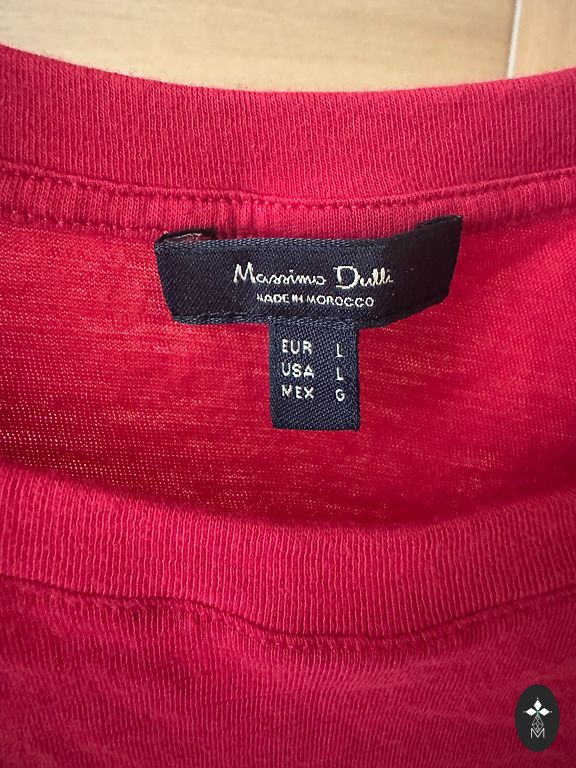 Massimo Dutti
MADE IN MOROCCO
EUR L
USA L
MEX G
M